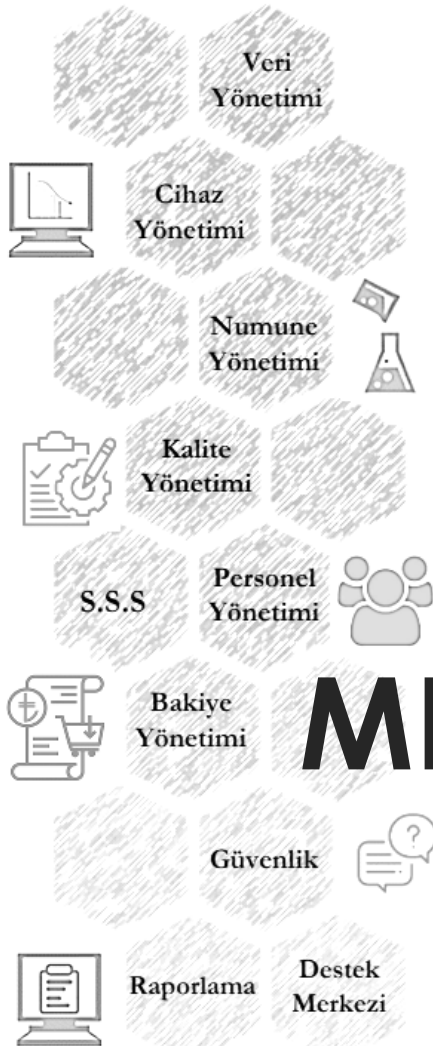 Veri
Yönetimi
Cihaz
Yönetimi
Numune
Yönetimi
Kalite
Yönetimi
S.S.S
Personel
Yönetimi
Bakiye
Yönetimi
Güvenlik
?
Raporlama
Destek
Merkezi